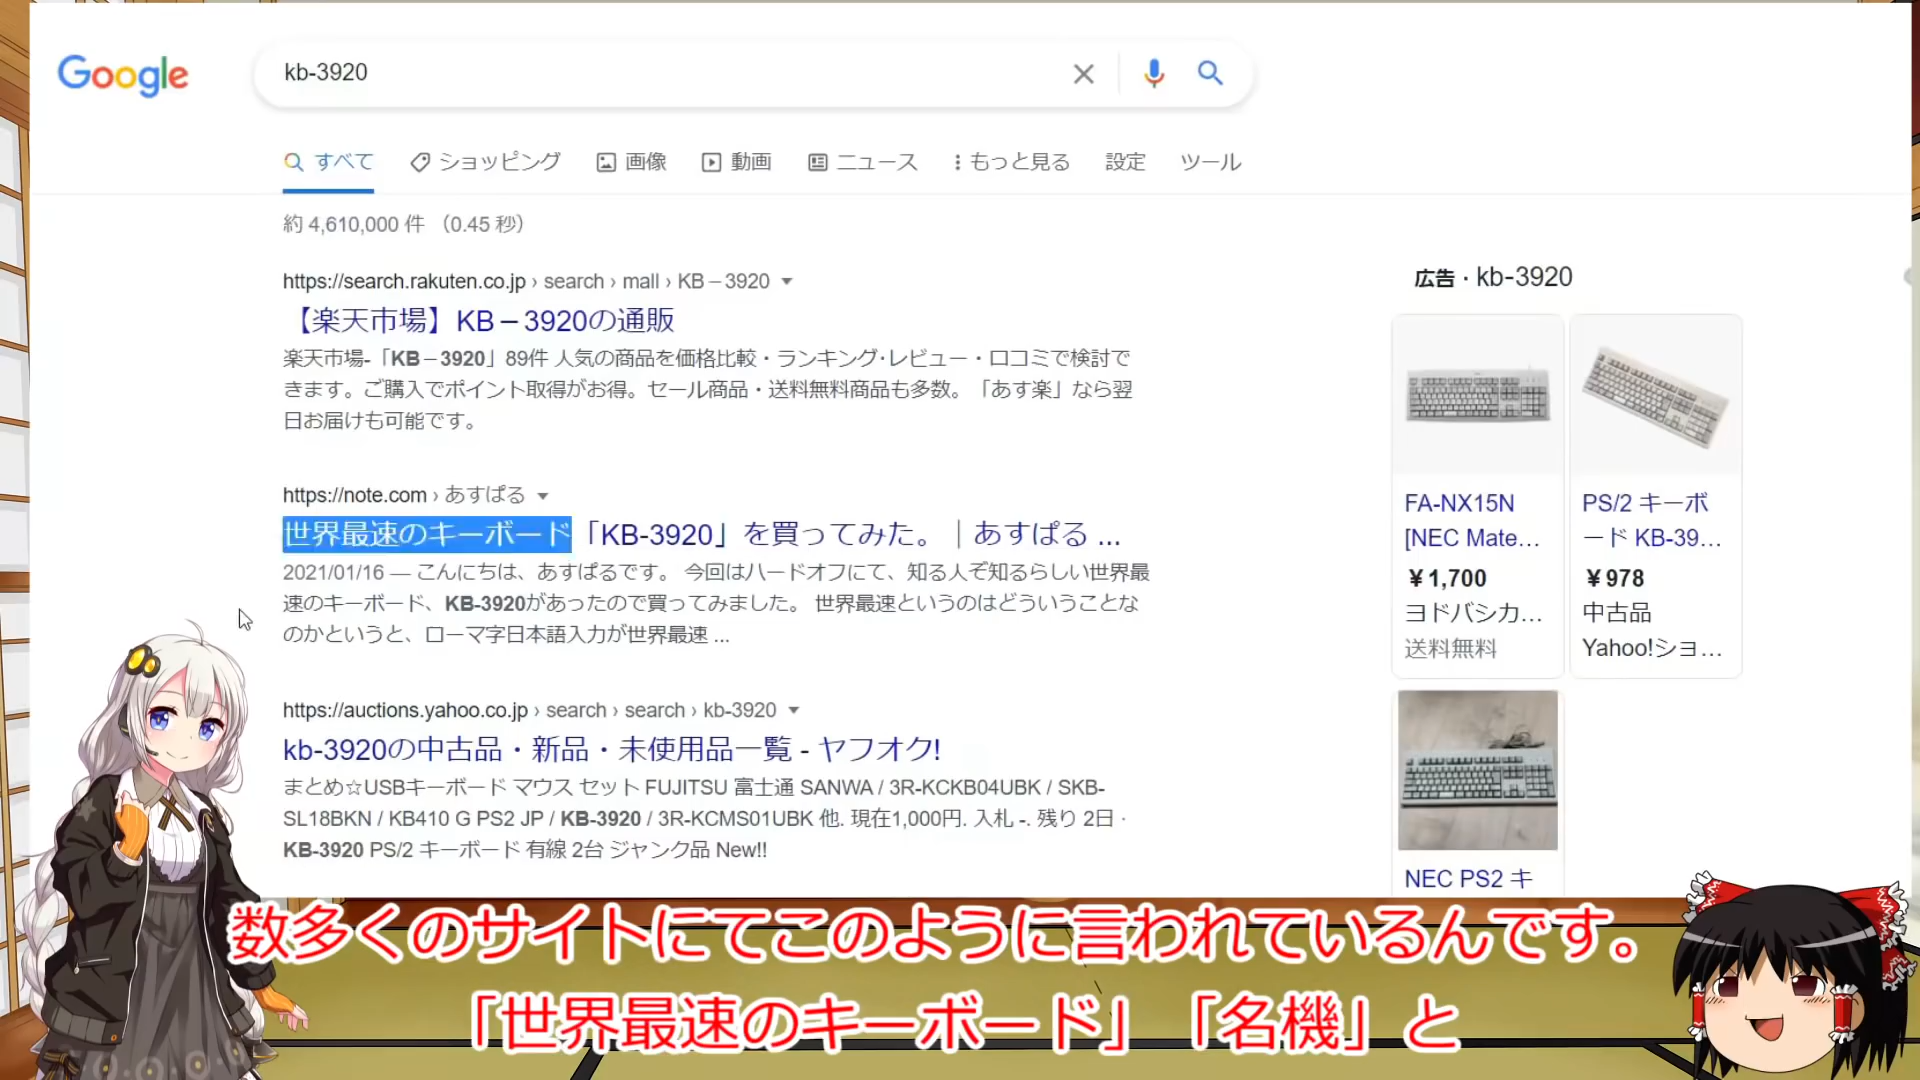 Google
kb-3920
すべて
ショッピング
画像
動画
ニュース
もっと見る
設定
ツール
約 4,610,000 件 （0.45 秒）
https://search.rakuten.co.jp › search › mall › KB－3920
【楽天市場】KB－3920の通販
楽天市場-「KB－3920」89件 人気の商品を価格比較・ランキング・レビュー・口コミで検討で
きます。ご購入でポイント取得がお得。セール商品・送料無料商品も多数。「あす楽」なら翌
日お届けも可能です。
https://note.com › あすぱる
世界最速のキーボード「KB-3920」を買ってみた。｜あすぱる ...
2021/01/16 — こんにちは、あすぱるです。 今回はハードオフにて、知る人ぞ知るらしい世界最
速のキーボード、KB-3920があったので買ってみました。 世界最速というのはどういうことな
のかというと、ローマ字日本語入力が世界最速 ...
https://auctions.yahoo.co.jp › search › search › kb-3920
kb-3920の中古品・新品・未使用品一覧 - ヤフオク!
まとめ☆USBキーボード マウス セット FUJITSU 富士通 SANWA / 3R-KCKB04UBK / SKB-
SL18BKN / KB410 G PS2 JP / KB-3920 / 3R-KCMS01UBK 他. 現在1,000円. 入札 -. 残り 2日 ·
KB-3920 PS/2 キーボード 有線 2台 ジャンク品 New!!
広告・kb-3920
FA-NX15N
[NEC Mate...
￥1,700
ヨドバシカ...
送料無料
PS/2 キーボ
ード KB-39...
￥978
中古品
Yahoo!ショ...
NEC PS2 キ
数多くのサイトにてこのように言われているんです。
「世界最速のキーボード」「名機」と